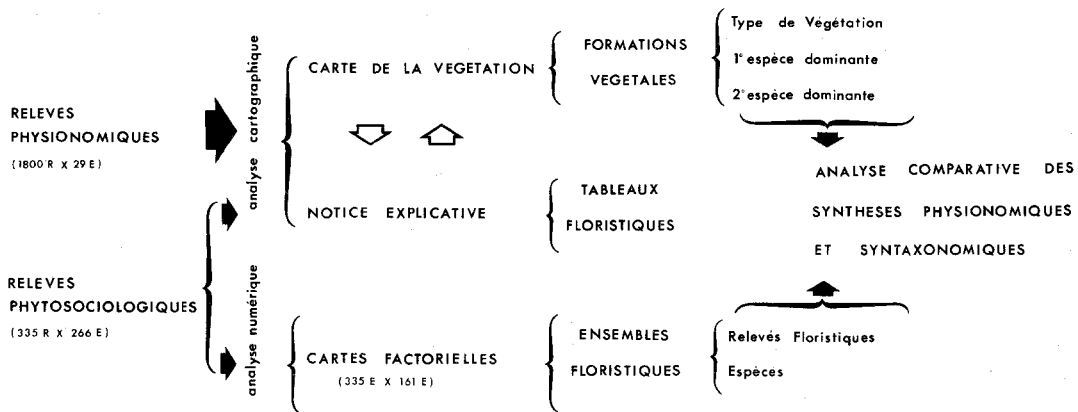 RELEVES
PHYSIONOMIQUES
(1800 R X 29 E)
RELEVES
PHYTOSOCIOLOGIQUES
(335 R X 266 E)
analyse cartographique
analyse numérique
CARTE DE LA VEGETATION
NOTICE EXPLICATIVE
CARTES FACTORIELLES
(335 E X 161 E)
FORMATIONS
VEGETALES
TABLEAUX
FLORISTIQUES
ENSEMBLES
FLORISTIQUES
Type de Végétation
1° espèce dominante
2° espèce dominante
ANALYSE COMPARATIVE DES
SYNTHESES PHYSIONOMIQUES
ET SYNTAXONOMIQUES
Relevés Floristiques
Espèces